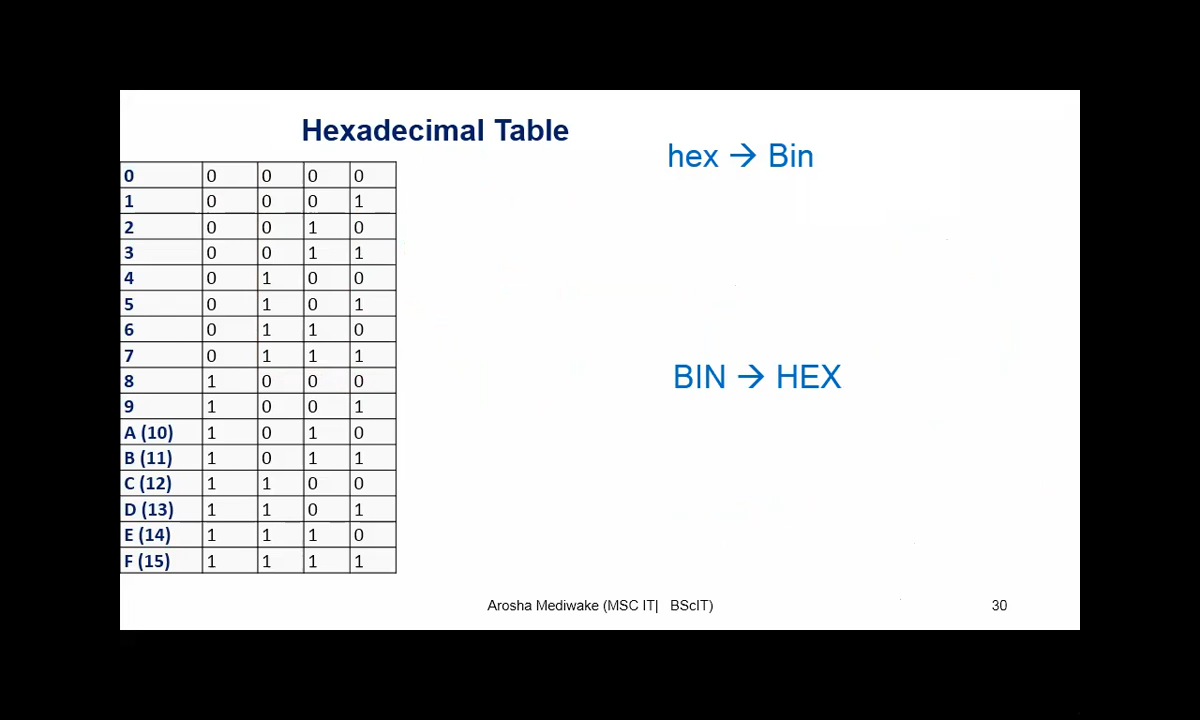 Hexadecimal Table
hex → Bin
0 0 0 0 0
1 0 0 0 1
2 0 0 1 0
3 0 0 1 1
4 0 1 0 0
5 0 1 0 1
6 0 1 1 0
7 0 1 1 1
8 1 0 0 0
9 1 0 0 1
A (10) 1 0 1 0
B (11) 1 0 1 1
C (12) 1 1 0 0
D (13) 1 1 0 1
E (14) 1 1 1 0
F (15) 1 1 1 1
BIN → HEX
Arosha Mediwake (MSC IT| BScIT)
30